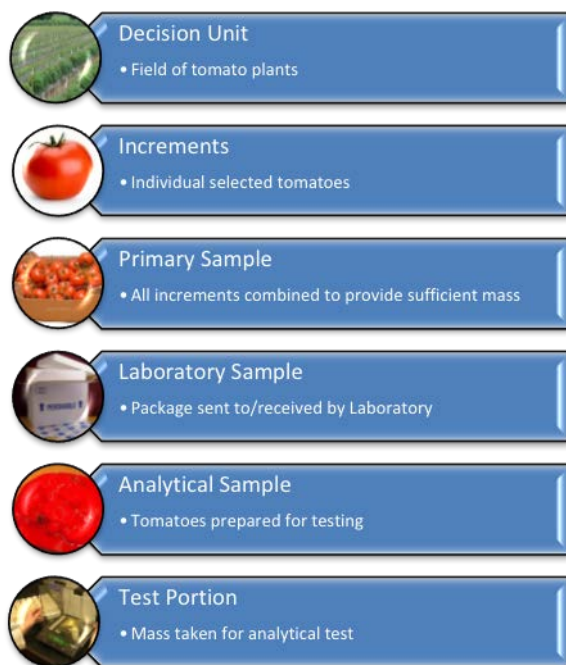 Decision Unit
• Field of tomato plants
Increments
• Individual selected tomatoes
Primary Sample
• All increments combined to provide sufficient mass
Laboratory Sample
• Package sent to/received by Laboratory
Analytical Sample
• Tomatoes prepared for testing
Test Portion
• Mass taken for analytical test